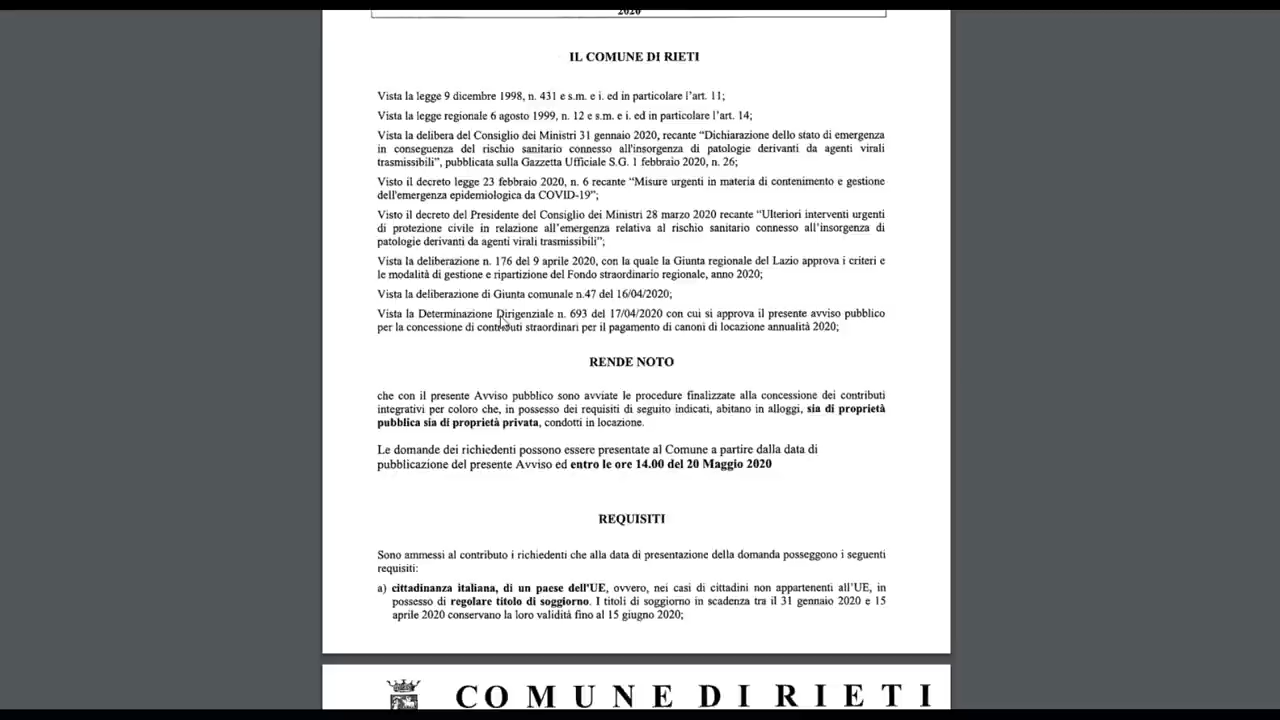 2020
IL COMUNE DI RIETI
Vista la legge 9 dicembre 1998, n. 431 e s.m. e i. ed in particolare l'art. 11;
Vista la legge regionale 6 agosto 1999, n. 12 e s.m. e i. ed in particolare l'art. 14;
Vista la delibera del Consiglio dei Ministri 31 gennaio 2020, recante “Dichiarazione dello stato di emergenza
in conseguenza del rischio sanitario connesso all'insorgenza di patologie derivanti da agenti virali
trasmissibili”, pubblicata sulla Gazzetta Ufficiale S.G. 1 febbraio 2020, n. 26;
Visto il decreto legge 23 febbraio 2020, n. 6 recante “Misure urgenti in materia di contenimento e gestione
dell'emergenza epidemiologica da COVID-19”;
Visto il decreto del Presidente del Consiglio dei Ministri 28 marzo 2020 recante “Ulteriori interventi urgenti
di protezione civile in relazione all'emergenza relativa al rischio sanitario connesso all'insorgenza di
patologie derivanti da agenti virali trasmissibili”;
Vista la deliberazione n. 176 del 9 aprile 2020, con la quale la Giunta regionale del Lazio approva i criteri e
le modalità di gestione e ripartizione del Fondo straordinario regionale, anno 2020;
Vista la deliberazione di Giunta comunale n.47 del 16/04/2020;
Vista la Determinazione Dirigenziale n. 693 del 17/04/2020 con cui si approva il presente avviso pubblico
per la concessione di contributi straordinari per il pagamento di canoni di locazione annualità 2020;
RENDE NOTO
che con il presente Avviso pubblico sono avviate le procedure finalizzate alla concessione dei contributi
integrativi per coloro che, in possesso dei requisiti di seguito indicati, abitano in alloggi, sia di proprietà
pubblica sia di proprietà privata, condotti in locazione.
Le domande dei richiedenti possono essere presentate al Comune a partire dalla data di
pubblicazione del presente Avviso ed entro le ore 14.00 del 20 Maggio 2020
REQUISITI
Sono ammessi al contributo i richiedenti che alla data di presentazione della domanda posseggono i seguenti
requisiti:
a) cittadinanza italiana, di un paese dell'UE, ovvero, nei casi di cittadini non appartenenti all'UE, in
possesso di regolare titolo di soggiorno. I titoli di soggiorno in scadenza tra il 31 gennaio 2020 e 15
aprile 2020 conservano la loro validità fino al 15 giugno 2020;
COMUNE DI RIETI